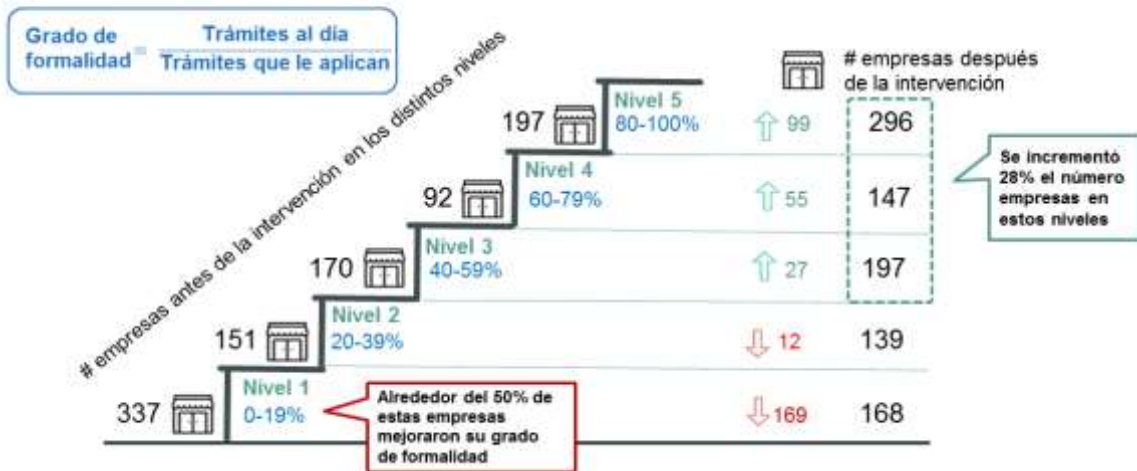 Grado de
formalidad
=
Trámites al día
Trámites que le aplican
# empresas antes de la intervención en los distintos niveles
# empresas después
de la intervención
197
Nivel 5
80-100%
99
296
92
Nivel 4
60-79%
55
147
170
Nivel 3
40-59%
27
197
151
Nivel 2
20-39%
12
139
337
Nivel 1
0-19%
169
168
Se incrementó
28% el número
empresas en
estos niveles
Alrededor del 50% de
estas empresas
mejoraron su grado
de formalidad